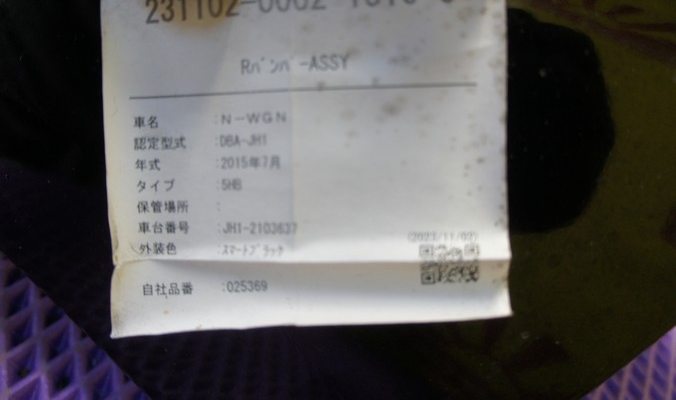 Rバンパ-ASSY
車名 :N-WGN
認定型式 :DBA-JH1
年式 :2015年7月
タイプ :5HB
保管場所 :
車台番号 :JH1-2103637
(2023/11/02)
外装色 :スマートブラック
自社品番 :025369